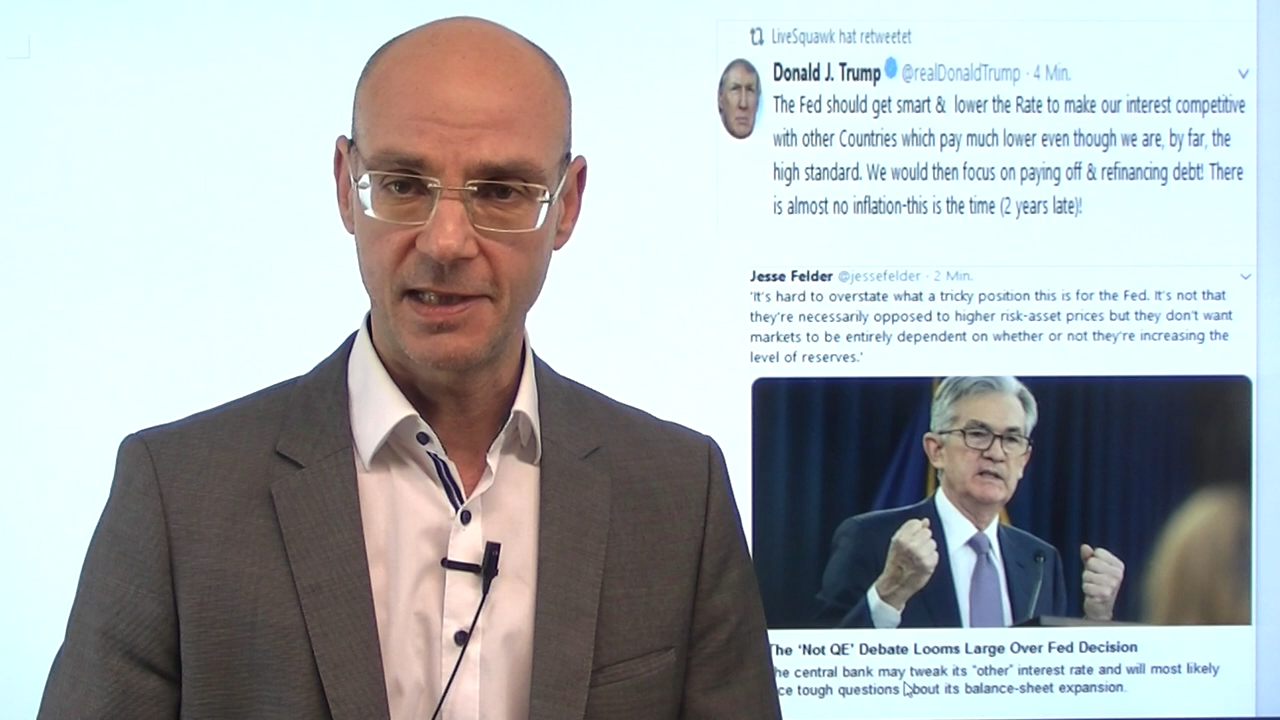 LiveSquawk hat retweetet
Donald J. Trump @realDonaldTrump · 4 Min.
The Fed should get smart & lower the Rate to make our interest competitive
with other Countries which pay much lower even though we are, by far, the
high standard. We would then focus on paying off & refinancing debt! There
is almost no inflation-this is the time (2 years late)!
Jesse Felder @jessefelder · 2 Min.
'It's hard to overstate what a tricky position this is for the Fed. It's not that
they're necessarily opposed to higher risk-asset prices but they don't want
markets to be entirely dependent on whether or not they're increasing the
level of reserves.'
The 'Not QE' Debate Looms Large Over Fed Decision
he central bank may tweak its "other" interest rate and will most likely
ce tough questions about its balance-sheet expansion.